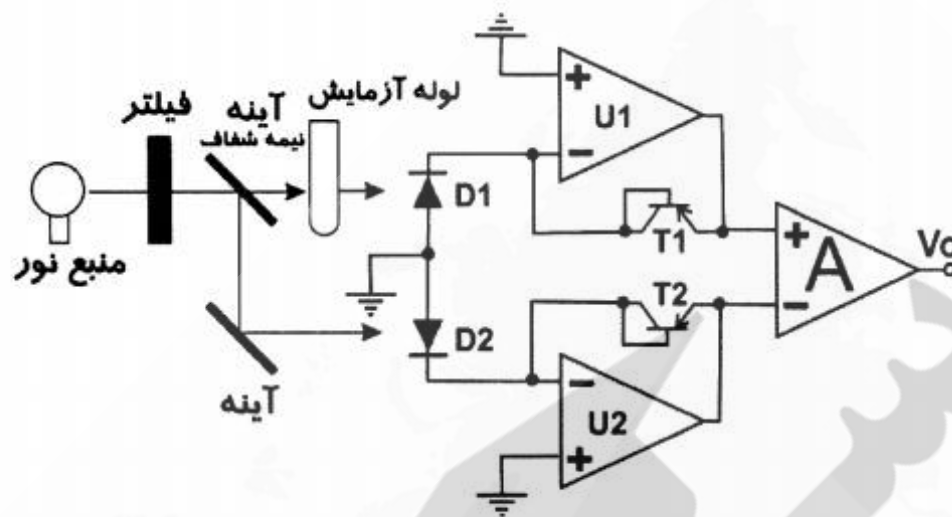 فیلتر
آینه
نیمه شفاف
لوله آزمایش
منبع نور
آینه
+
U1
−
D1
T1
D2
T2
+
A
−
Vo
−
U2
+